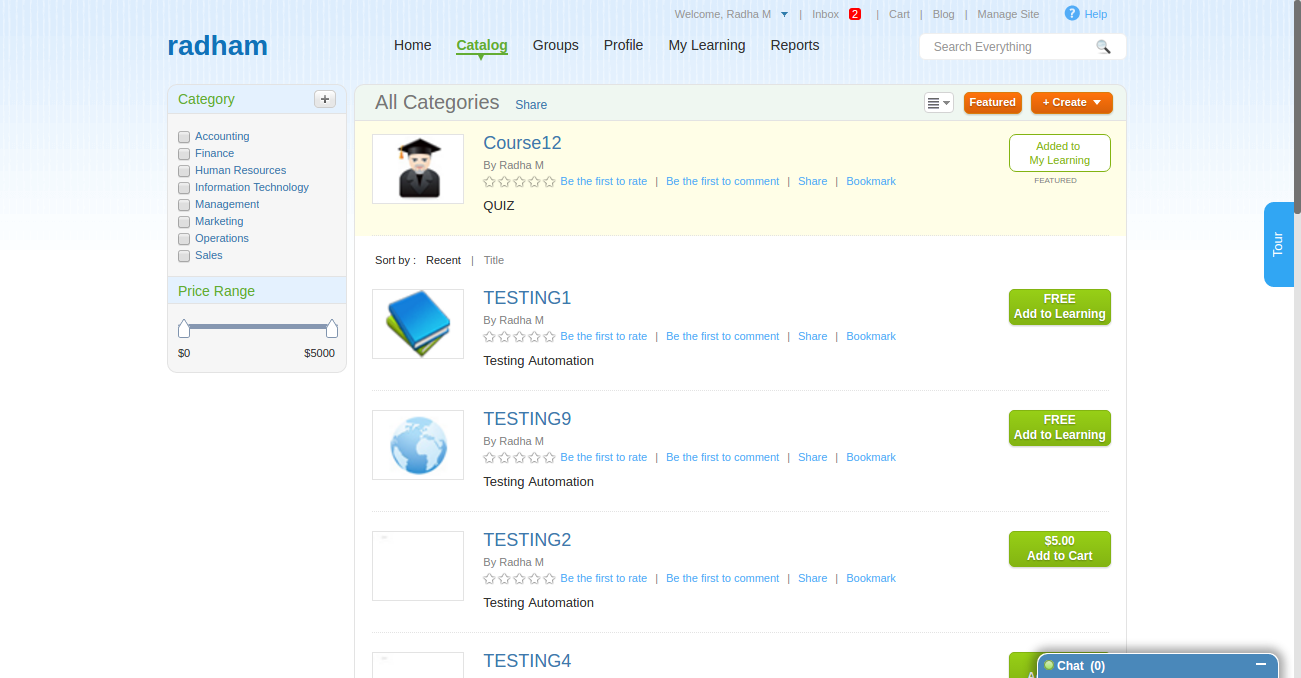 Welcome, Radha M | Inbox 2 | Cart | Blog | Manage Site ? Help
radham
Home Catalog Groups Profile My Learning Reports
Search Everything
Category +
Accounting
Finance
Human Resources
Information Technology
Management
Marketing
Operations
Sales
Price Range
$0 $5000
All Categories Share
Featured
+ Create
Course12
By Radha M
Be the first to rate | Be the first to comment | Share | Bookmark
QUIZ
Added to
My Learning
FEATURED
Sort by : Recent | Title
TESTING1
By Radha M
Be the first to rate | Be the first to comment | Share | Bookmark
Testing Automation
FREE
Add to Learning
TESTING9
By Radha M
Be the first to rate | Be the first to comment | Share | Bookmark
Testing Automation
FREE
Add to Learning
TESTING2
By Radha M
Be the first to rate | Be the first to comment | Share | Bookmark
Testing Automation
$5.00
Add to Cart
TESTING4
Tour
Chat (0)